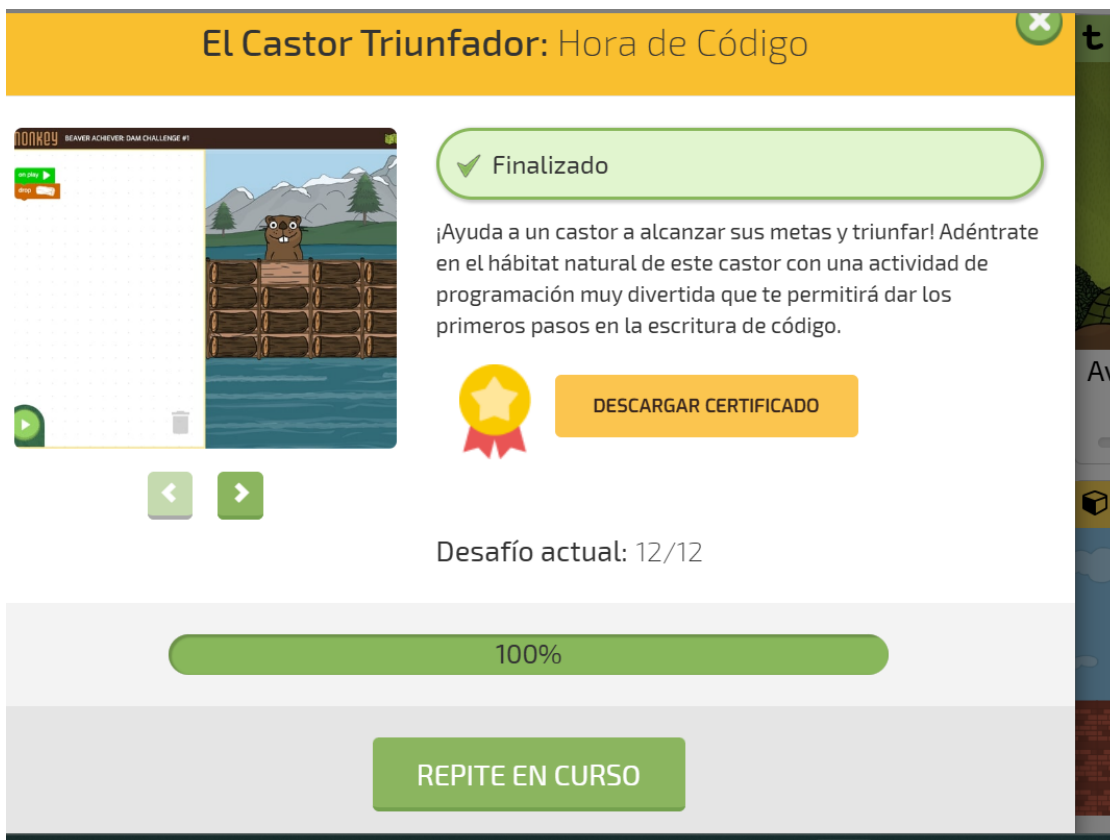 El Castor Triunfador: Hora de Código
t
BEAVER ACHIEVER: DAM CHALLENGE #1
on play
drop
Finalizado
¡Ayuda a un castor a alcanzar sus metas y triunfar! Adéntrate
en el hábitat natural de este castor con una actividad de
programación muy divertida que te permitirá dar los
primeros pasos en la escritura de código.
DESCARGAR CERTIFICADO
Desafío actual: 12/12
100%
REPITE EN CURSO